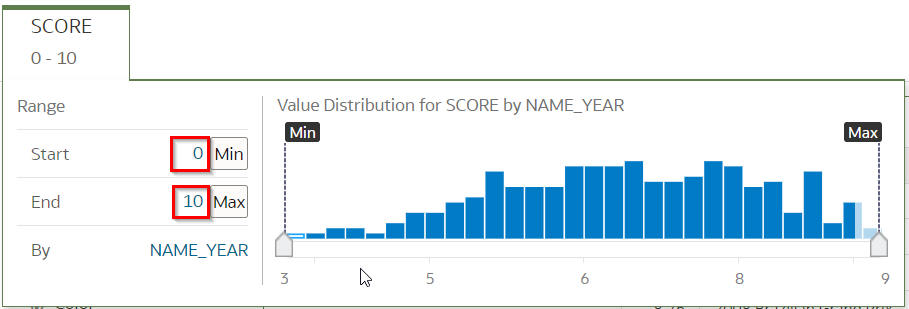 SCORE
0 - 10
Range
Value Distribution for SCORE by NAME_YEAR
Min
Max
Start 0 Min
End 10 Max
By NAME_YEAR
3 5 6 8 9